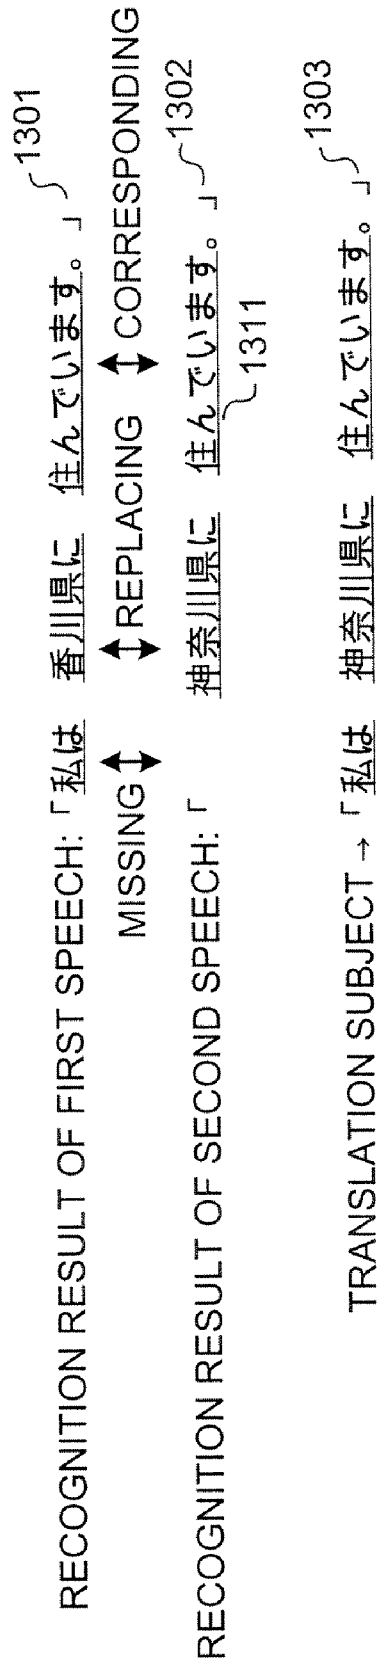 RECOGNITION RESULT OF FIRST SPEECH:「私は 香川県に 住んでいます。」 1301
MISSING REPLACING CORRESPONDING
RECOGNITION RESULT OF SECOND SPEECH:「 神奈川県に 住んでいます。」 1302
1311
TRANSLATION SUBJECT →「私は 神奈川県に 住んでいます。」 1303